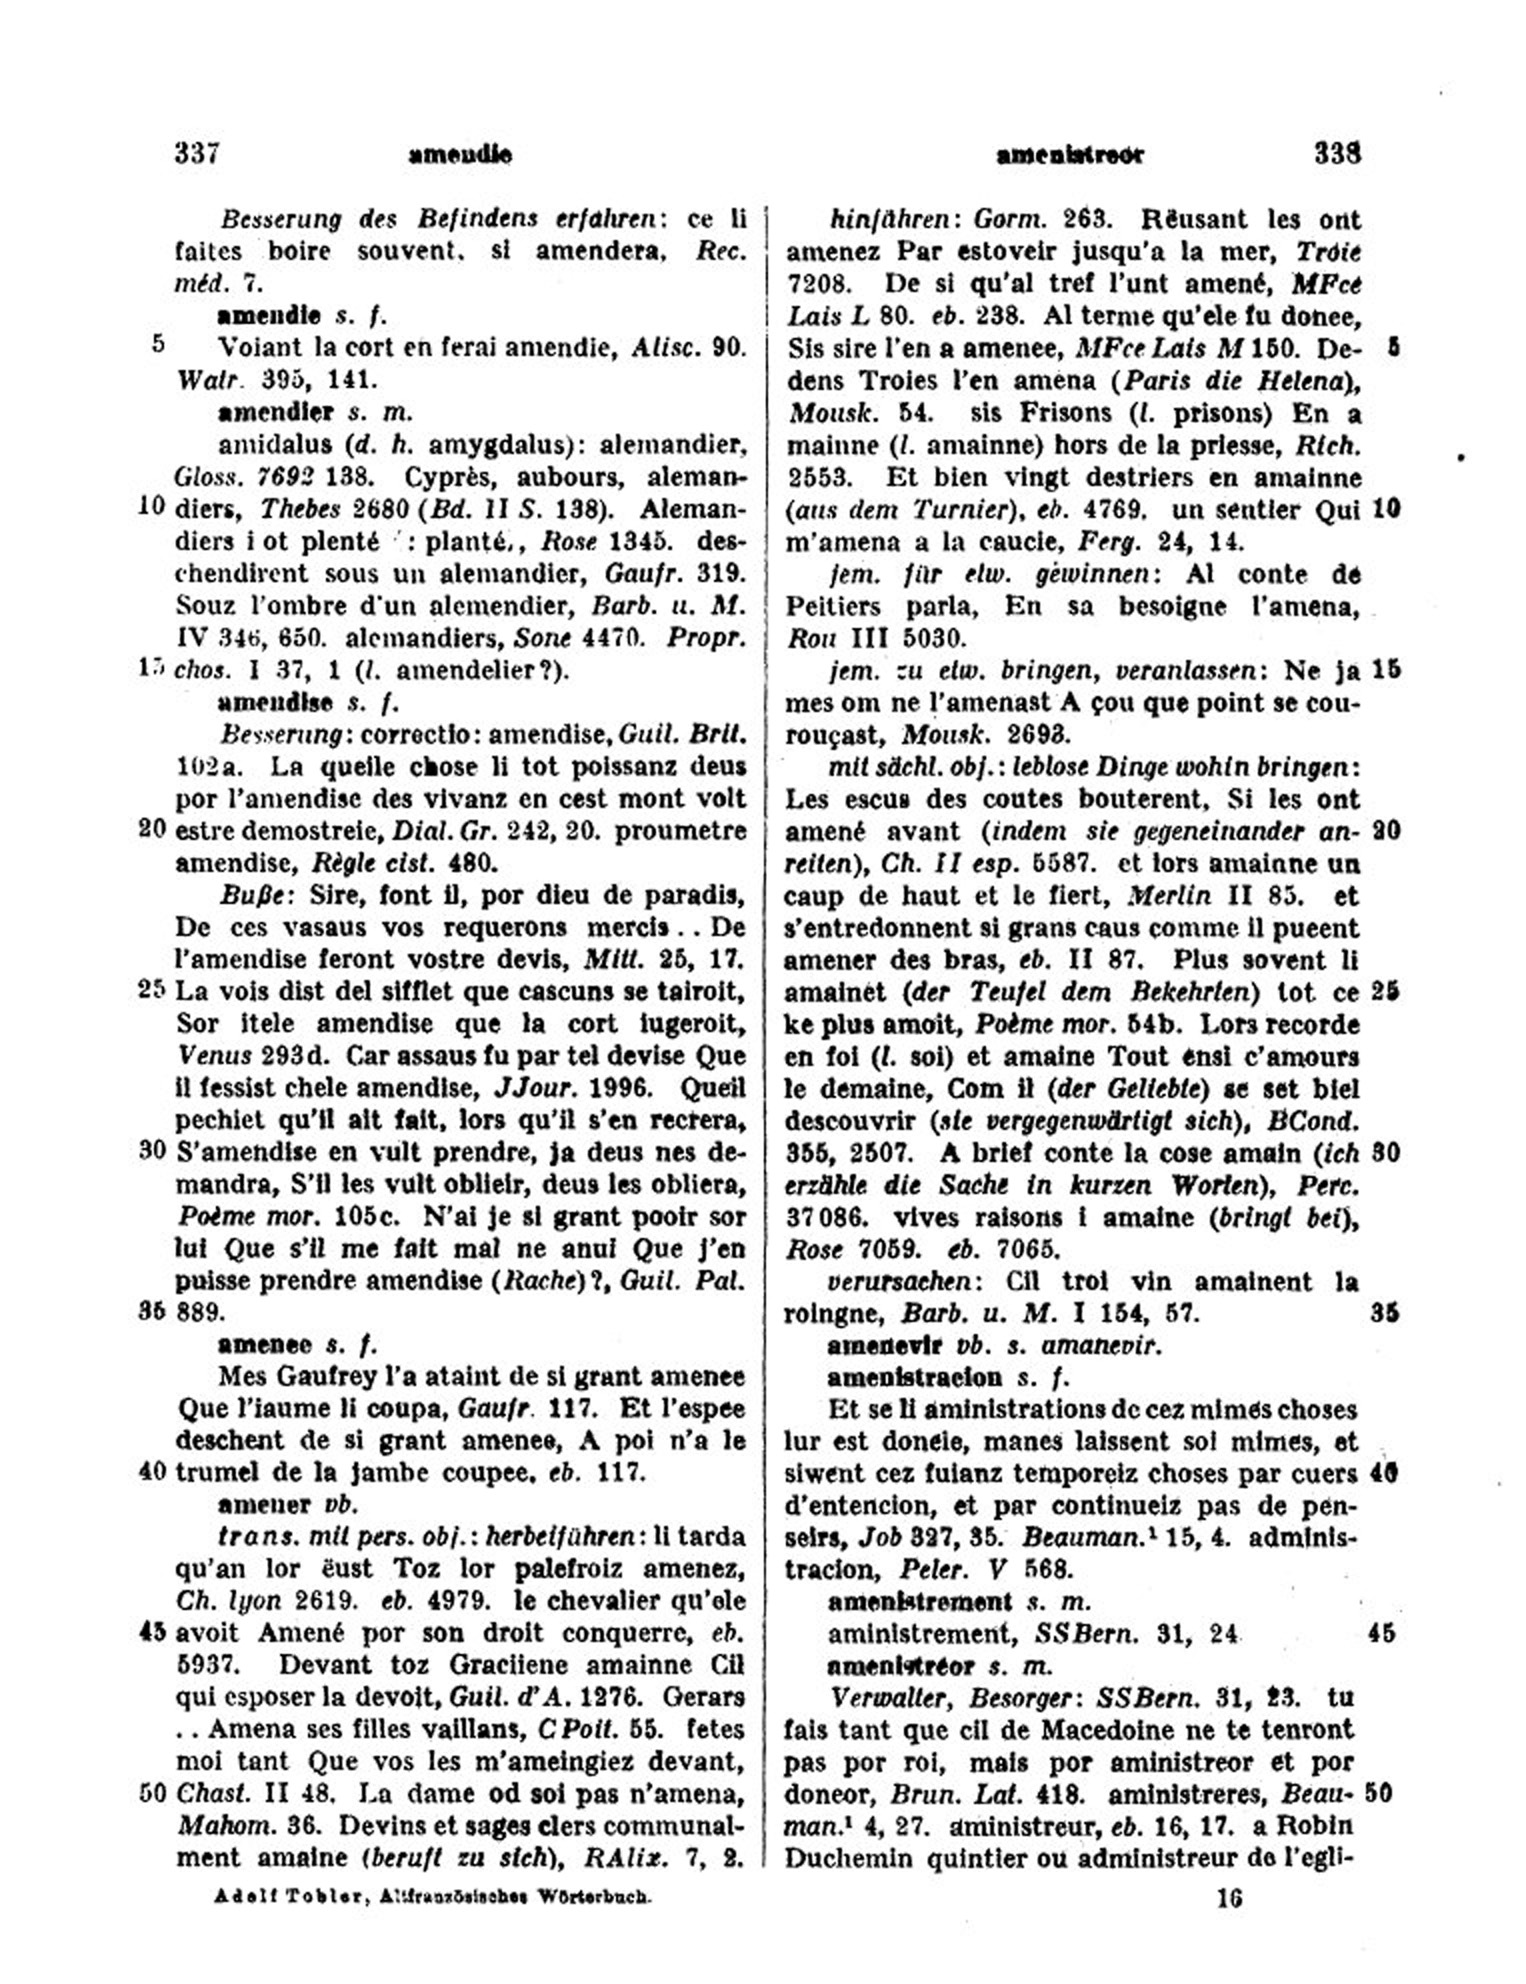 337 amendie
Besserung des Befindens erfahren: ce li
faites boire souvent, si amendera, Rec.
méd. 7.
amendie s. f.
5 Voiant la cort en ferai amendie, Alisc. 90.
Watr. 395, 141.
amendier s. m.
amidalus (d. h. amygdalus): alemandier,
Gloss. 7692 138. Cyprès, aubours, aleman-
10 diers, Thebes 2680 (Bd. II S. 138). Aleman-
diers i ot plenté : planté,, Rose 1345. des-
chendirent sous un alemandier, Gaufr. 319.
Souz l'ombre d'un alemendier, Barb. u. M.
IV 346, 650. alemandiers, Sone 4470. Propr.
15 chos. I 37, 1 (l. amendelier?).
amendise s. f.
Besserung: correctio: amendise, Guil. Brit.
102a. La queile chose li tot poissanz deus
por l'amendise des vivanz en cest mont volt
20 estre demostreie, Dial. Gr. 242, 20. proumetre
amendise, Règle cist. 480.
Buße: Sire, font il, por dieu de paradis,
De ces vasaus vos requerons mercis .. De
l'amendise feront vostre devis, Mitt. 25, 17.
25 La vois dist del sifflet que cascuns se tairoit,
Sor itele amendise que la cort iugeroit,
Venus 293d. Car assaus fu par tel devise Que
il fessist chele amendise, JJour. 1996. Queil
pechiet qu'il ait fait, lors qu'il s'en recrera,
30 S'amendise en vult prendre, ja deus nes de-
mandra, S'il les vult oblieir, deus les obliera,
Poème mor. 105c. N'ai je si grant pooir sor
lui Que s'il me fait mal ne anui Que j'en
puisse prendre amendise (Rache)?, Guil. Pal.
35 889.
amenee s. f.
Mes Gaufrey l'a ataint de si grant amenee
Que l'iaume li coupa, Gaufr. 117. Et l'espee
deschent de si grant amenee, A poi n'a le
40 trumel de la jambe coupee, eb. 117.
amener vb.
trans. mit pers. obj.: herbeiführen: li tarda
qu'an lor ëust Toz lor palefroiz amenez,
Ch. lyon 2619. eb. 4979. le chevalier qu'ele
45 avoit Amené por son droit conquerre, eb.
5937. Devant toz Graciiene amainne Cil
qui esposer la devoit, Guil. d'A. 1276. Gerars
.. Amena ses filles vaillans, CPoit. 55. fetes
moi tant Que vos les m'ameingiez devant,
50 Chast. II 48. La dame od soi pas n'amena,
Mahom. 36. Devins et sages clers communal-
ment amaine (beruft zu sich), RAlix. 7, 2.
Adolf Tobler, Altfranzösisches Wörterbuch.
amenistreor 338
hinführen: Gorm. 263. Rëusant les ont
amenez Par estoveir jusqu'a la mer, Troie
7208. De si qu'al tref l'unt amené, MFce
Lais L 80. eb. 238. Al terme qu'ele fu donee,
Sis sire l'en a amenee, MFce Lais M 150. De- 5
dens Troies l'en amena (Paris die Helena),
Mousk. 54. sis Frisons (l. prisons) En a
mainne (l. amainne) hors de la priesse, Rich.
2553. Et bien vingt destriers en amainne
(aus dem Turnier), eb. 4769. un sentier Qui 10
m'amena a la caucie, Ferg. 24, 14.
jem. für etw. gewinnen: Al conte de
Peitiers parla, En sa besoigne l'amena,
Rou III 5030.
jem. zu etw. bringen, veranlassen: Ne ja 15
mes om ne l'amenast A çou que point se cou-
rouçast, Mousk. 2693.
mit sächl. obj.: leblose Dinge wohin bringen:
Les escus des coutes bouterent, Si les ont
amené avant (indem sie gegeneinander an- 20
reiten), Ch. II esp. 5587. et lors amainne un
caup de haut et le fiert, Merlin II 85. et
s'entredonnent si grans caus comme il pueent
amener des bras, eb. II 87. Plus sovent li
amainet (der Teufel dem Bekehrten) tot ce 25
ke plus amoit, Poème mor. 54b. Lors recorde
en foi (l. soi) et amaine Tout ensi c'amours
le demaine, Com il (der Geliebte) se set biel
descouvrir (sie vergegenwärtigt sich), BCond.
355, 2507. A brief conte la cose amain (ich 30
erzähle die Sache in kurzen Worten), Perc.
37086. vives raisons i amaine (bringt bei),
Rose 7059. eb. 7065.
verursachen: Cil troi vin amainent la
roingne, Barb. u. M. I 154, 57. 35
amenevir vb. s. amanevir.
amenistracion s. f.
Et se li aministrations de cez mimes choses
lur est doneie, manes laissent soi mimes, et
siwent cez fuianz temporeiz choses par cuers 40
d'entencion, et par continueiz pas de pen-
seirs, Job 327, 35. Beauman.¹ 15, 4. adminis-
tracion, Peler. V 568.
amenistrement s. m.
aministrement, SSBern. 31, 24 45
amenistreor s. m.
Verwalter, Besorger: SSBern. 31, 23. tu
fais tant que cil de Macedoine ne te tenront
pas por roi, mais por aministreor et por
doneor, Brun. Lat. 418. aministreres, Beau- 50
man.¹ 4, 27. aministreur, eb. 16, 17. a Robin
Duchemin quintier ou administreur de l'egli-
16